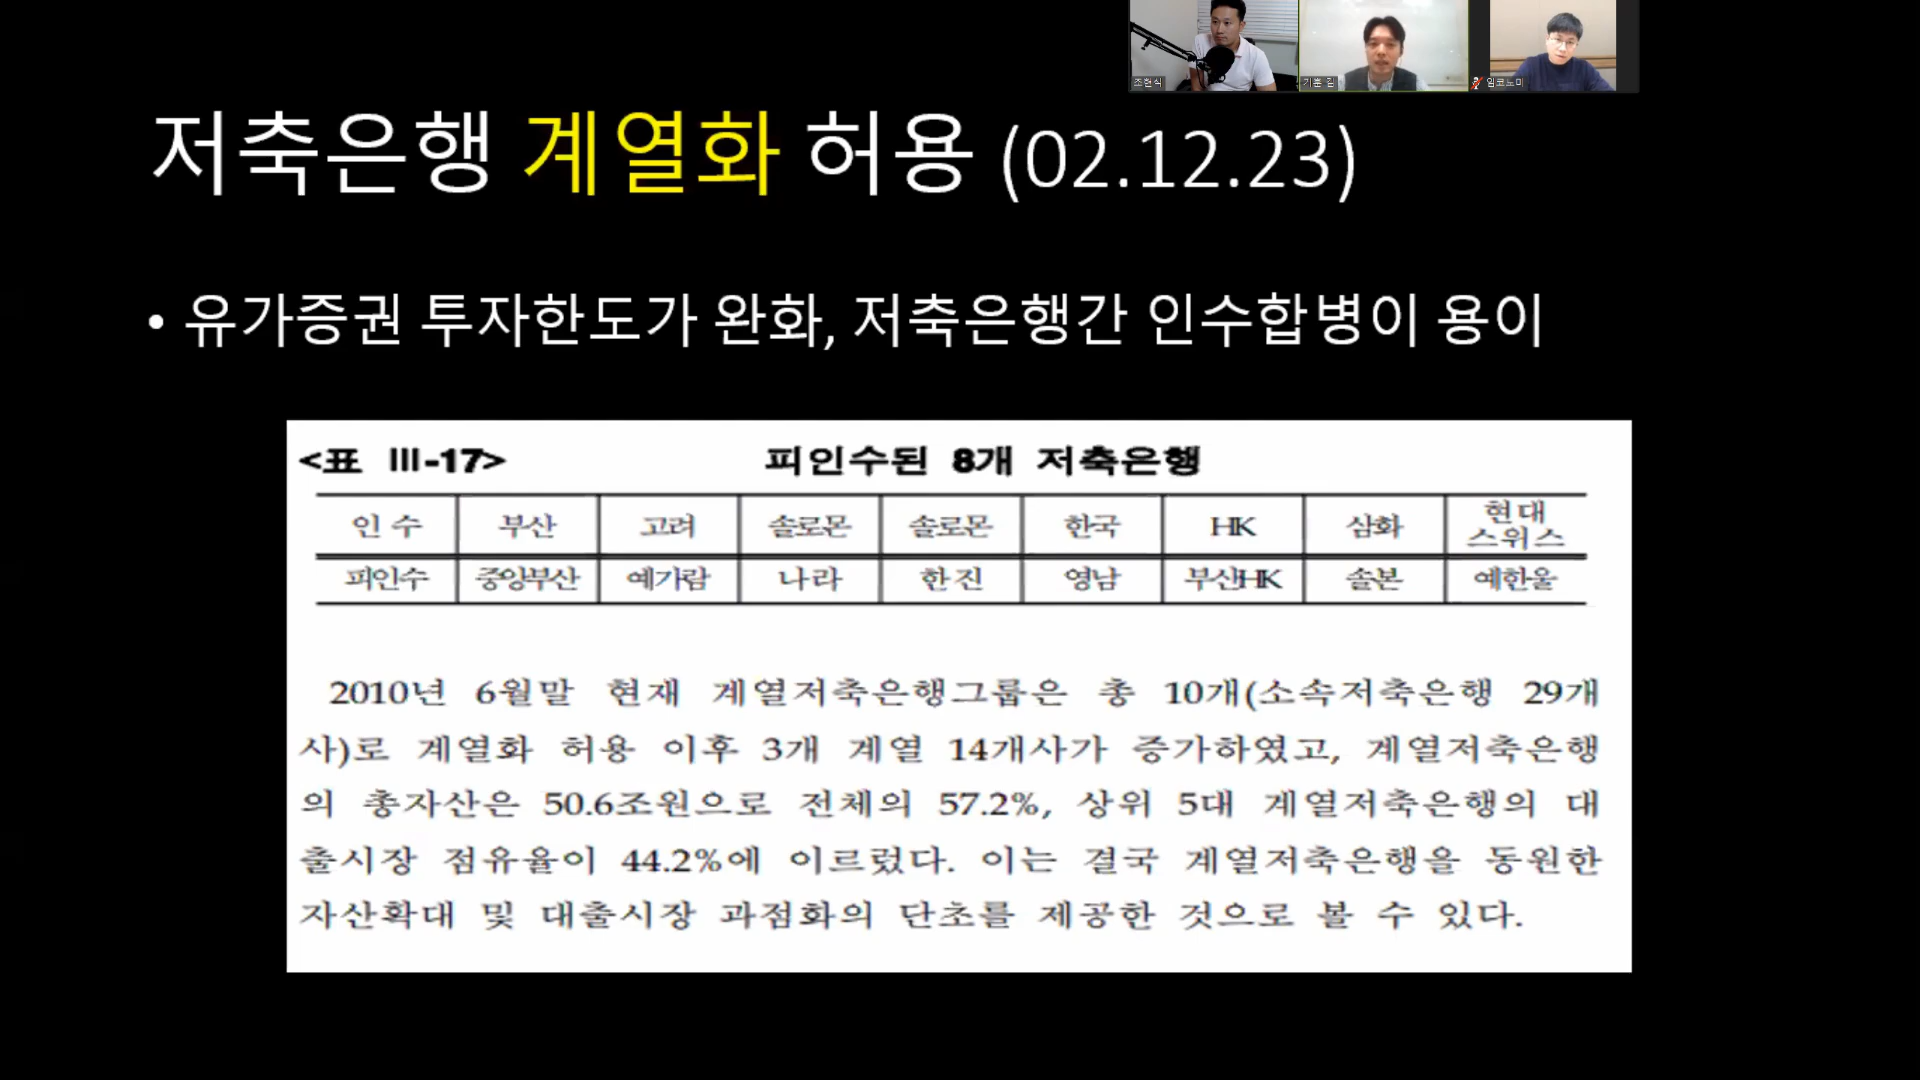 조현식
기훈 김
임코노미
저축은행 계열화 허용 (02.12.23)
• 유가증권 투자한도가 완화, 저축은행간 인수합병이 용이
<표 Ⅲ-17> 피인수된 8개 저축은행
인 수 부산 고려 솔로몬 솔로몬 한국 HK 삼화 현대스위스
피인수 중앙부산 예가람 나라 한진 영남 부산HK 솔본 예한울
2010년 6월말 현재 계열저축은행그룹은 총 10개(소속저축은행 29개
사)로 계열화 허용 이후 3개 계열 14개사가 증가하였고, 계열저축은행
의 총자산은 50.6조원으로 전체의 57.2%, 상위 5대 계열저축은행의 대
출시장 점유율이 44.2%에 이르렀다. 이는 결국 계열저축은행을 동원한
자산확대 및 대출시장 과점화의 단초를 제공한 것으로 볼 수 있다.